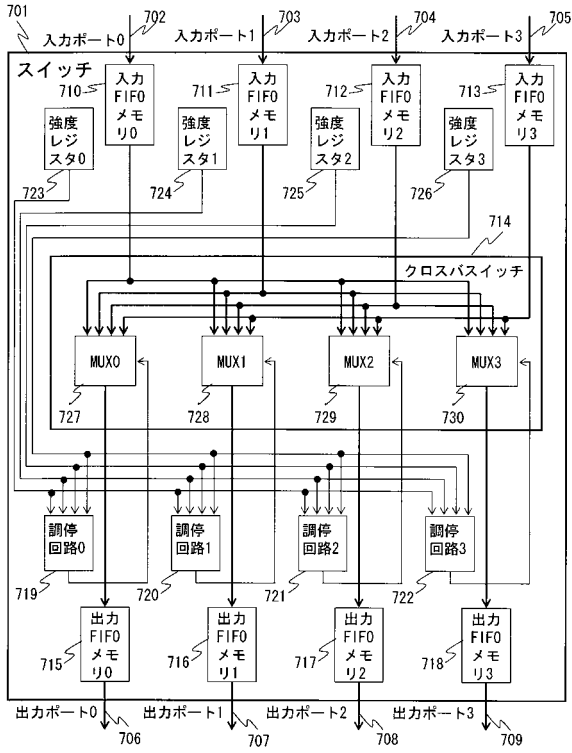 701
702
703
704
705
入力ポート0
入力ポート1
入力ポート2
入力ポート3
スイッチ
710
入力
FIFO
メモ
リ0
711
入力
FIFO
メモ
リ1
712
入力
FIFO
メモ
リ2
713
入力
FIFO
メモ
リ3
強度
レジ
スタ0
723
強度
レジ
スタ1
724
強度
レジ
スタ2
725
強度
レジ
スタ3
726
714
クロスバスイッチ
MUX0
MUX1
MUX2
MUX3
727
728
729
730
調停
回路0
調停
回路1
調停
回路2
調停
回路3
719
720
721
722
715
出力
FIFO
メモ
リ0
716
出力
FIFO
メモ
リ1
717
出力
FIFO
メモ
リ2
718
出力
FIFO
メモ
リ3
出力ポート0
出力ポート1
出力ポート2
出力ポート3
706
707
708
709